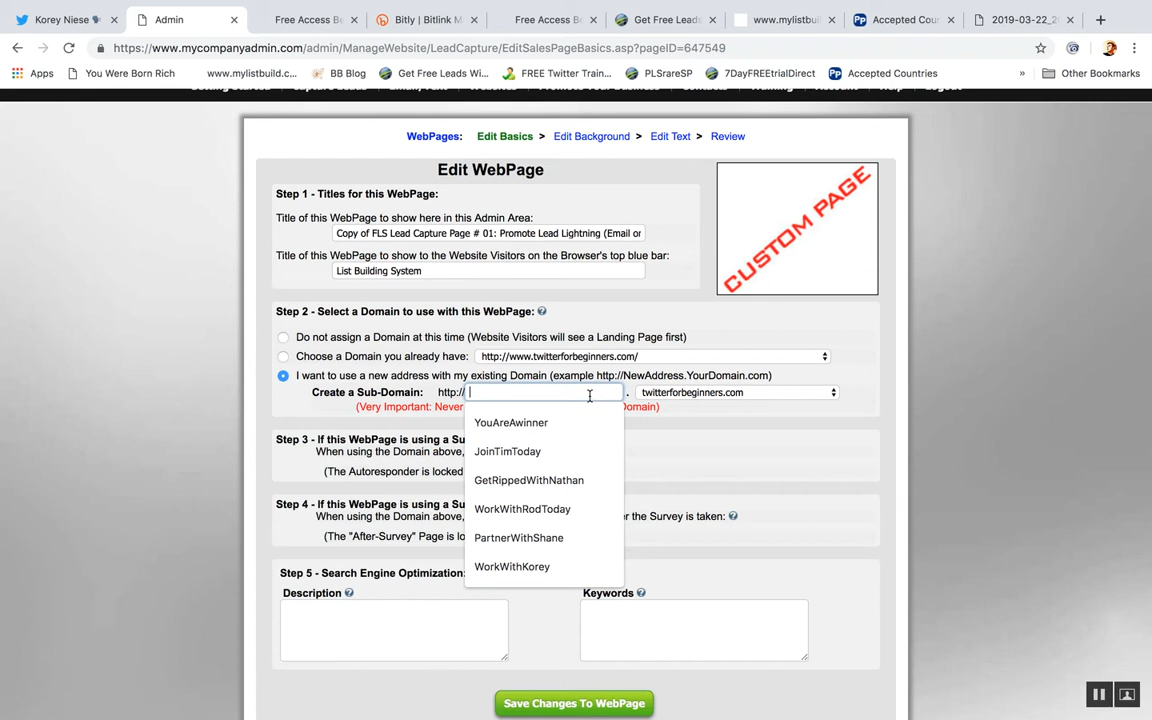 Korey Niese
Admin
Free Access Bo
Bitly | Bitlink M
Free Access Bo
Get Free Leads
www.mylistbuil
Accepted Coun
2019-03-22_2
https://www.mycompanyadmin.com/admin/ManageWebsite/LeadCapture/EditSalesPageBasics.asp?pageID=647549
Apps You Were Born Rich www.mylistbuild.c... BB Blog Get Free Leads Wi... FREE Twitter Train... PLSrareSP 7DayFREEtrialDirect Accepted Countries » Other Bookmarks
WebPages: Edit Basics > Edit Background > Edit Text > Review
Edit WebPage
CUSTOM PAGE
Step 1 - Titles for this WebPage:
Title of this WebPage to show here in this Admin Area:
Copy of FLS Lead Capture Page # 01: Promote Lead Lightning (Email or
Title of this WebPage to show to the Website Visitors on the Browser's top blue bar:
List Building System
Step 2 - Select a Domain to use with this WebPage:
Do not assign a Domain at this time (Website Visitors will see a Landing Page first)
Choose a Domain you already have: http://www.twitterforbeginners.com/
I want to use a new address with my existing Domain (example http://NewAddress.YourDomain.com)
Create a Sub-Domain: http:// . twitterforbeginners.com
(Very Important: Never Domain)
YouAreAwinner
JoinTimToday
GetRippedWithNathan
WorkWithRodToday
PartnerWithShane
WorkWithKorey
Step 3 - If this WebPage is using a Su
When using the Domain above,
(The Autoresponder is locked
Step 4 - If this WebPage is using a Su
When using the Domain above, r the Survey is taken:
(The "After-Survey" Page is lo
Step 5 - Search Engine Optimization:
Description Keywords
Save Changes To WebPage